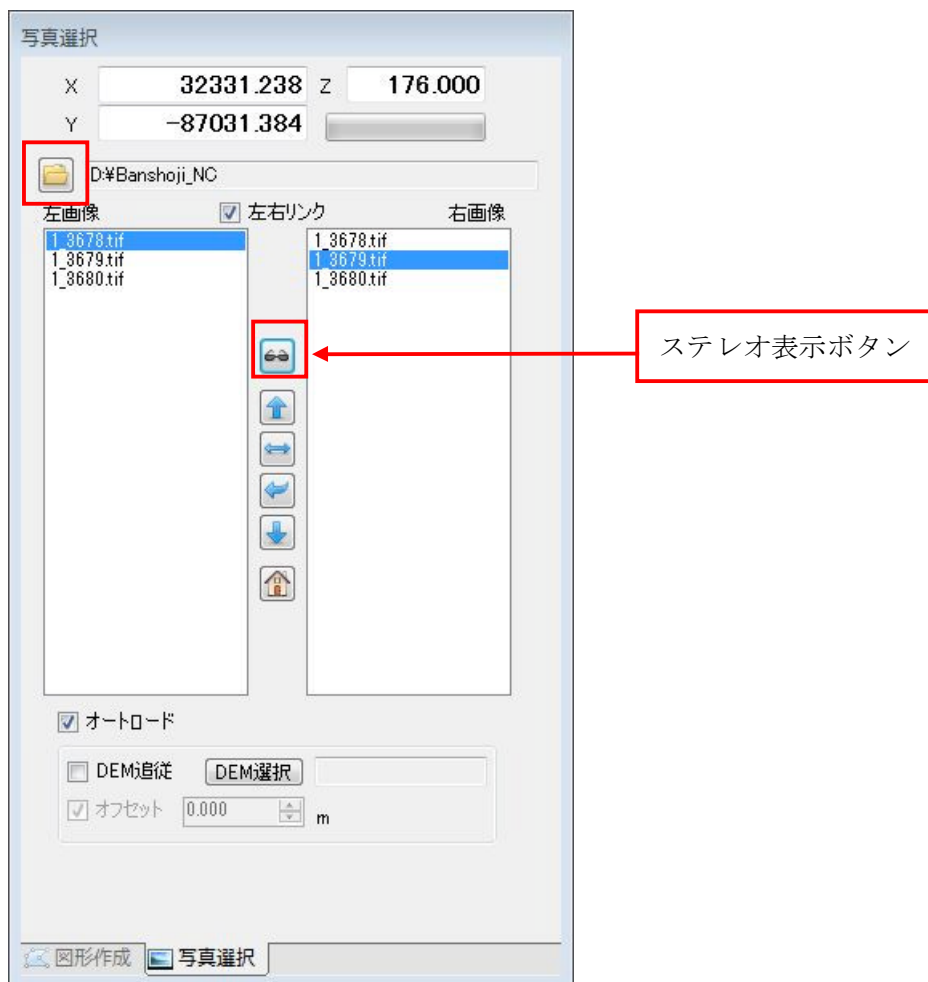 写真選択
X 32331.238 Z 176.000
Y -87031.384
D:¥Banshoji_NC
左画像 左右リンク 右画像
1_3678.tif 1_3678.tif
1_3679.tif 1_3679.tif
1_3680.tif 1_3680.tif
ステレオ表示ボタン
オートロード
DEM追従 DEM選択
オフセット 0.000 m
図形作成 写真選択